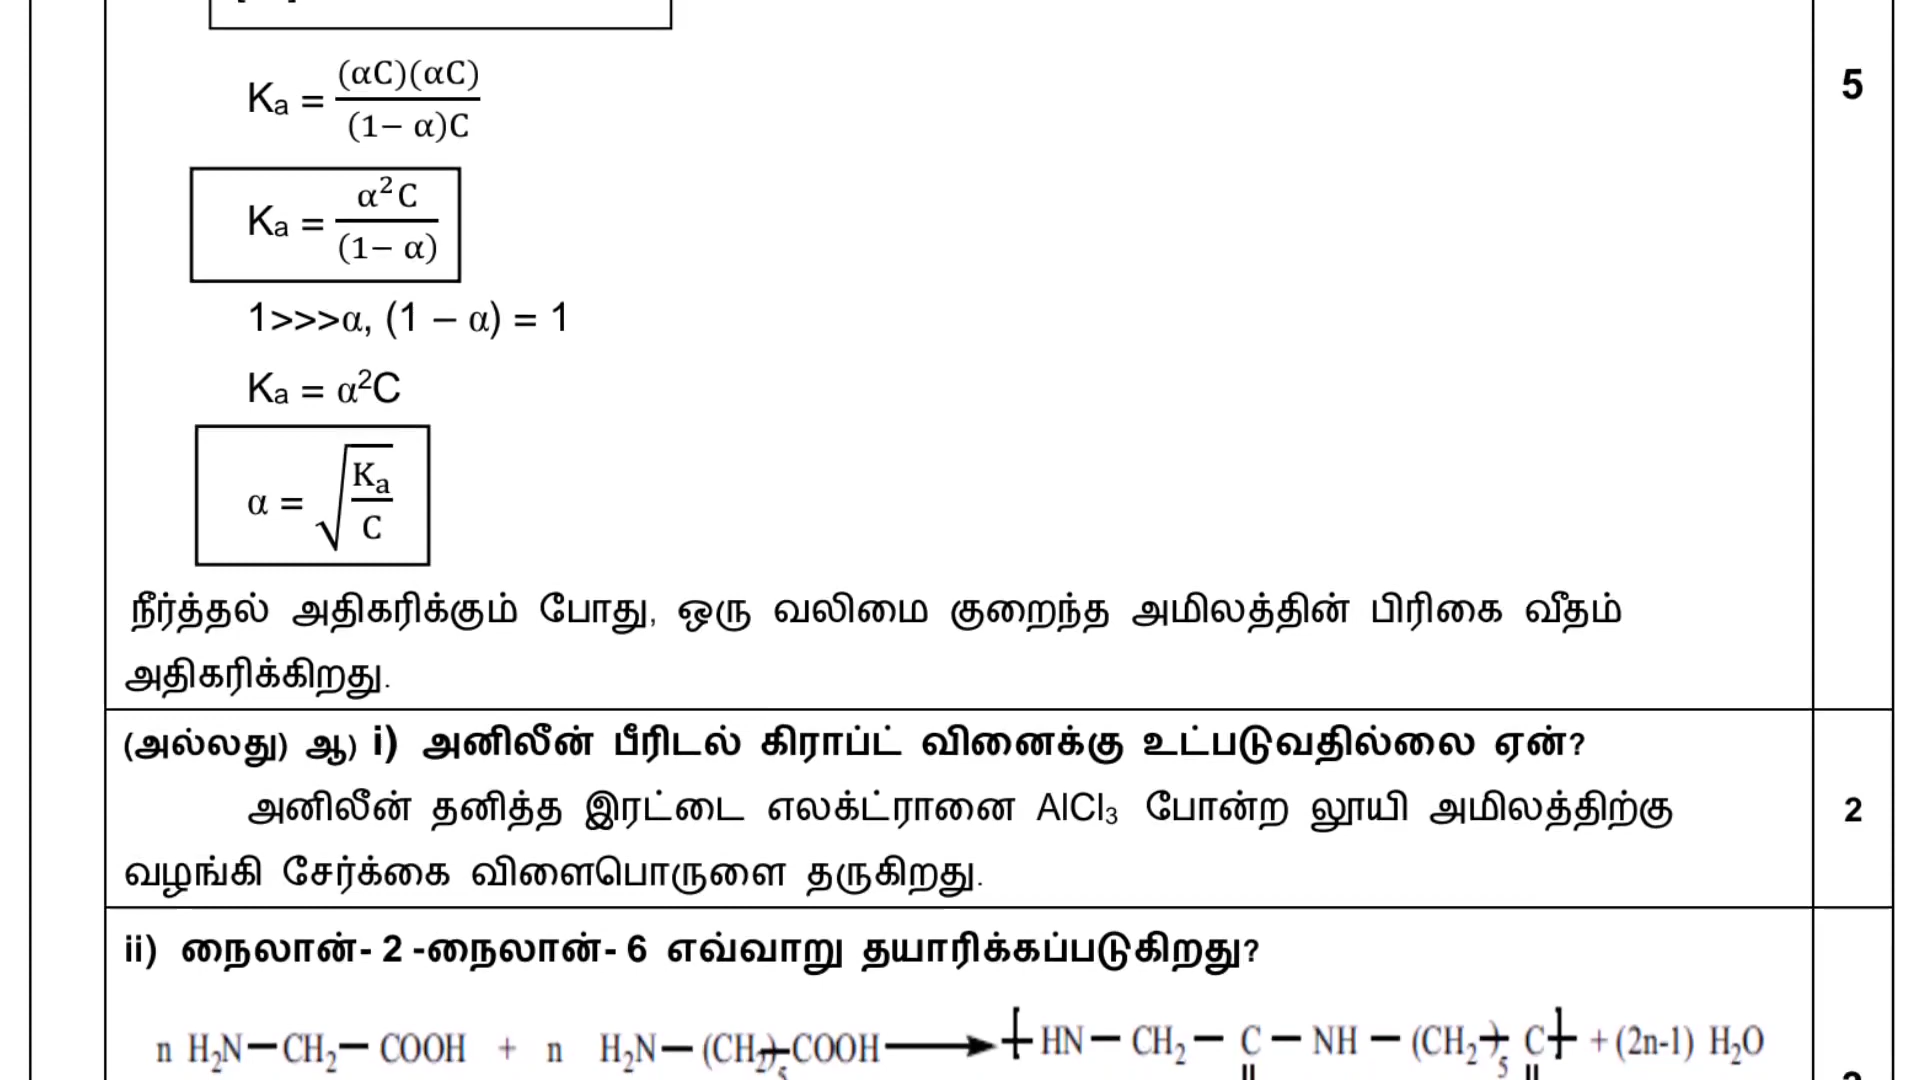 Kₐ = (αC)(αC) / (1− α)C
5
Kₐ = α²C / (1− α)
1>>>α, (1 – α) = 1
Kₐ = α²C
α = √(Kₐ / C)
நீர்த்தல் அதிகரிக்கும் போது, ஒரு வலிமை குறைந்த அமிலத்தின் பிரிகை வீதம்
அதிகரிக்கிறது.
(அல்லது) ஆ) i) அனிலீன் பீரிடல் கிராப்ட் வினைக்கு உட்படுவதில்லை ஏன்?
அனிலீன் தனித்த இரட்டை எலக்ட்ரானை AlCl₃ போன்ற லூயி அமிலத்திற்கு
2
வழங்கி சேர்க்கை விளைபொருளை தருகிறது.
ii) நைலான்- 2 -நைலான்- 6 எவ்வாறு தயாரிக்கப்படுகிறது?
n H₂N—CH₂—COOH + n H₂N—(CH₂)₅COOH ⟶ [HN—CH₂—C—NH—(CH₂)₅C] + (2n-1) H₂O